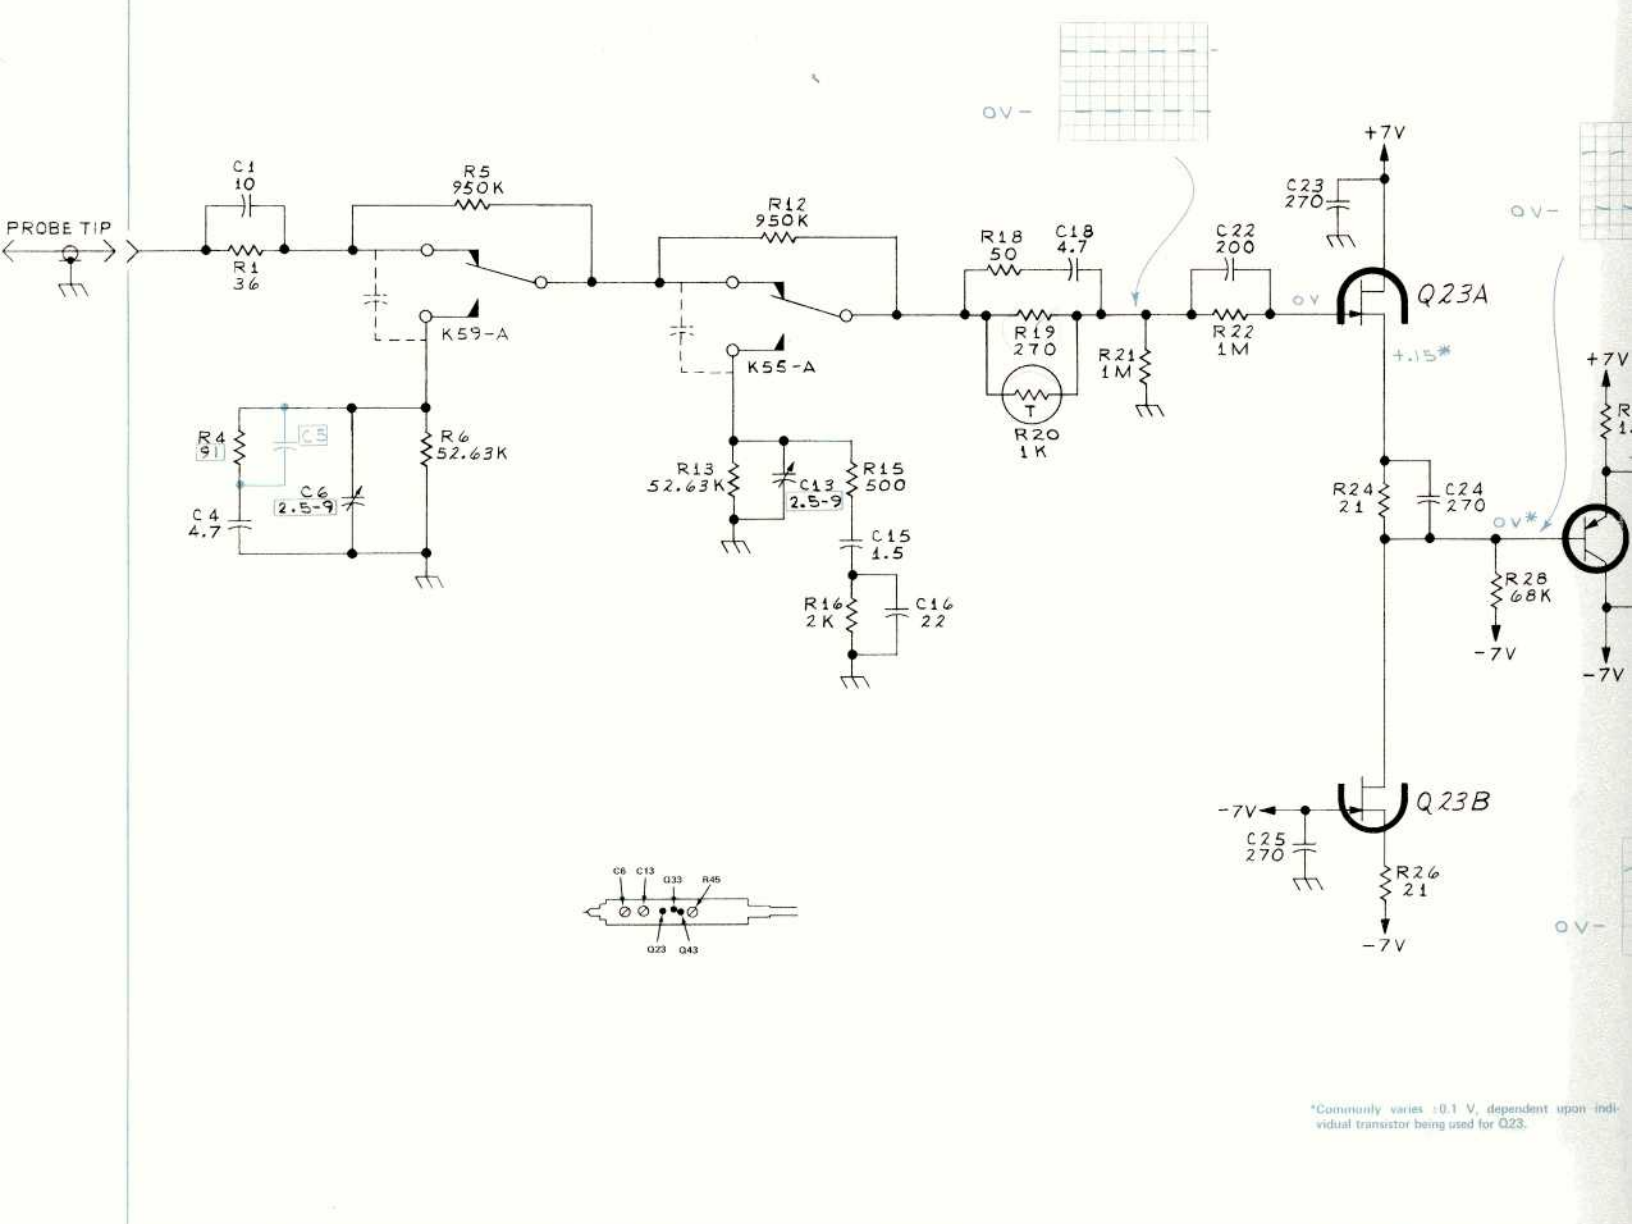 0V-
+7V
C1
10
R5
950K
C23
270
R12
950K
0V-
PROBE TIP
R18
50
C18
4.7
C22
200
R1
36
0V
Q23A
K59-A
R19
270
R22
1M
R21
1M
+.15*
+7V
K55-A
T
R20
1K
R4
91
C5
R6
52.63K
C6
2.5-9
C4
4.7
R13
52.63K
C13
2.5-9
R15
500
R24
21
C24
270
0V*
C15
1.5
R28
68K
R16
2K
C16
22
-7V
-7V
-7V
Q23B
C25
270
R26
21
-7V
C6 C13 Q33 R45
Q23 Q43
0V-
*Commonly varies ±0.1 V, dependent upon indi-
vidual transistor being used for Q23.